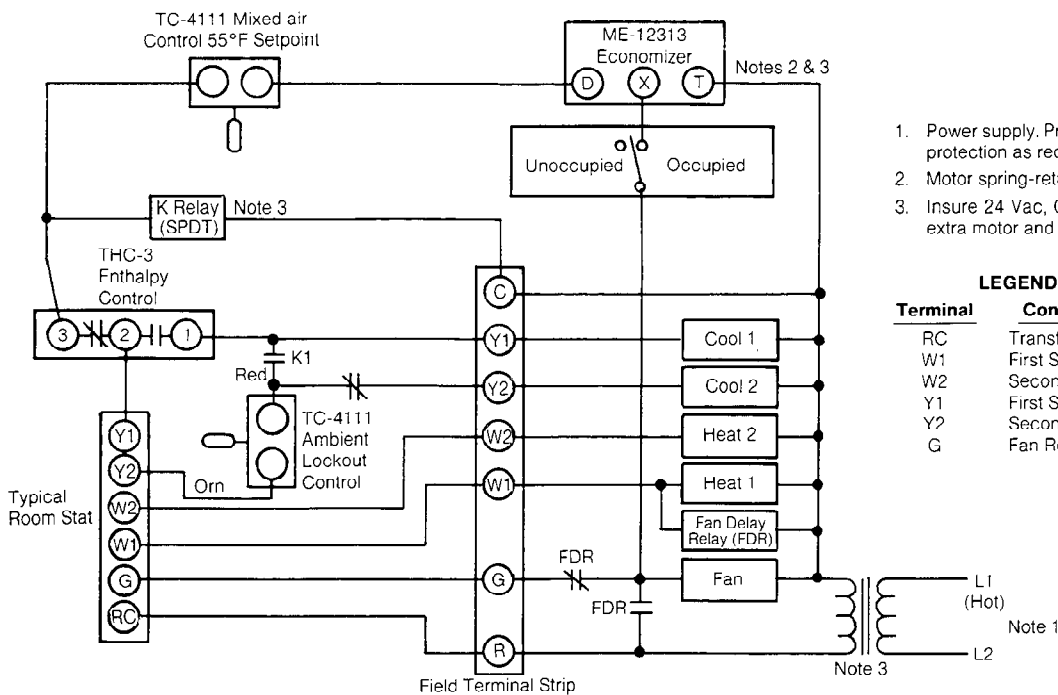 TC-4111 Mixed air
Control 55°F Setpoint
ME-12313
Economizer
D
X
T
Notes 2 & 3
Unoccupied
Occupied
K Relay
(SPDT)
Note 3
THC-3
Enthalpy
Control
3
2
1
K1
Red
TC-4111
Ambient
Lockout
Control
Orn
Typical
Room Stat
Y1
Y2
W2
W1
G
RC
C
Y1
Y2
W2
W1
G
R
Field Terminal Strip
Cool 1
Cool 2
Heat 2
Heat 1
Fan Delay
Relay (FDR)
Fan
FDR
FDR
L1
(Hot)
Note 1
L2
Note 3
1. Power supply. Pr
protection as rec
2. Motor spring-ret
3. Insure 24 Vac,
extra motor and
LEGEND
Terminal Con
RC Transf
W1 First S
W2 Secon
Y1 First S
Y2 Secon
G Fan Re